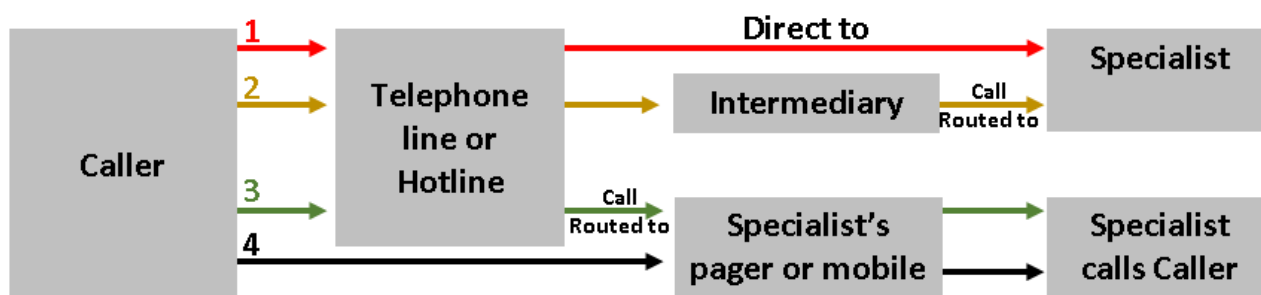 1
Direct to
Specialist
2
Telephone
line or
Hotline
Intermediary
Call
Routed to
Caller
3
Call
Routed to
4
Specialist’s
pager or mobile
Specialist
calls Caller